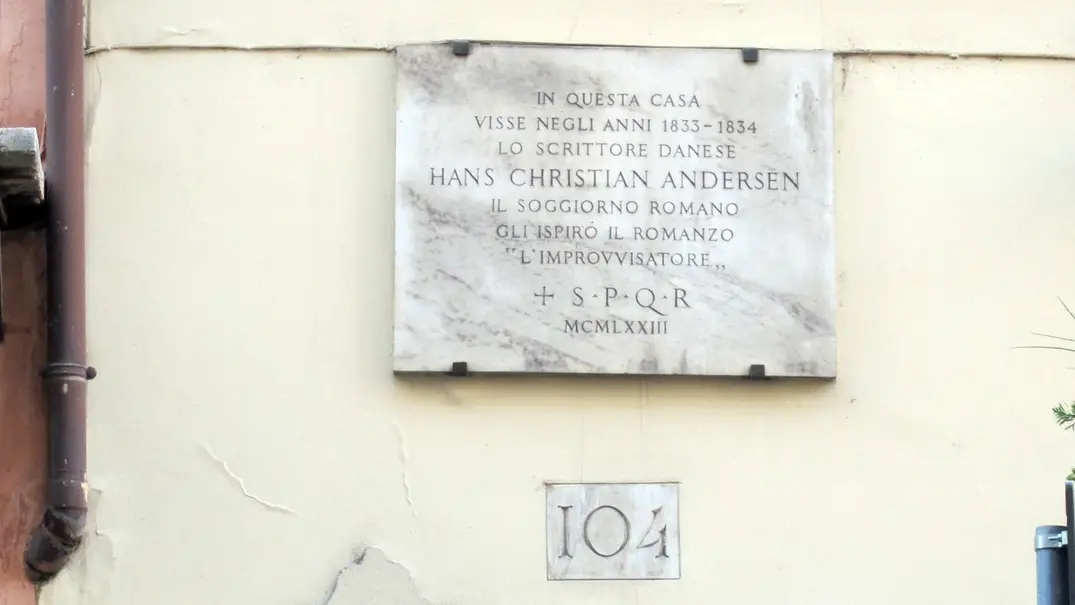 IN QUESTA CASA
VISSE NEGLI ANNI 1833-1834
LO SCRITTORE DANESE
HANS CHRISTIAN ANDERSEN
IL SOGGIORNO ROMANO
GLI ISPIRÒ IL ROMANZO
"L'IMPROVVISATORE„
+ S·P·Q·R
MCMLXXIII
104